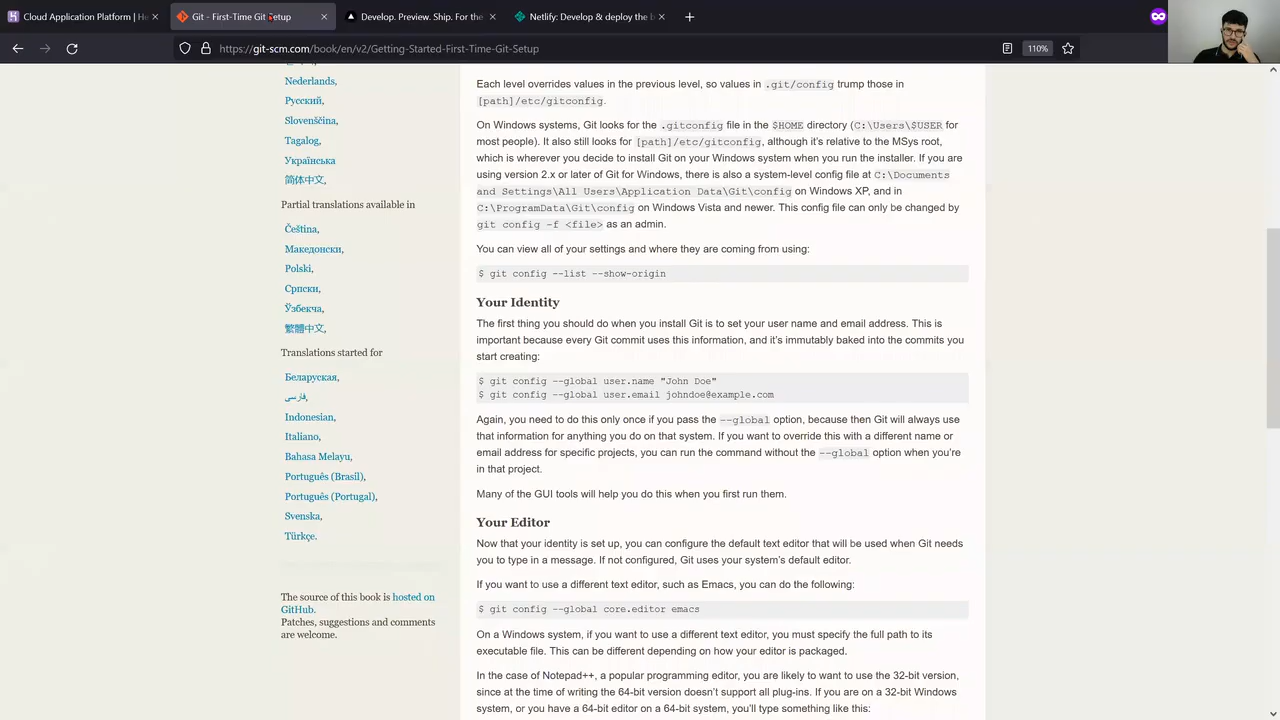 Cloud Application Platform | He
Git - First-Time Git Setup
Develop. Preview. Ship. For the
Netlify: Develop & deploy the b
https://git-scm.com/book/en/v2/Getting-Started-First-Time-Git-Setup
110%
Nederlands,
Русский,
Slovenščina,
Tagalog,
Українська
简体中文,
Partial translations available in
Čeština,
Македонски,
Polski,
Српски,
Ўзбекча,
繁體中文,
Translations started for
Беларуская,
فارسی,
Indonesian,
Italiano,
Bahasa Melayu,
Português (Brasil),
Português (Portugal),
Svenska,
Türkçe.
The source of this book is hosted on
GitHub.
Patches, suggestions and comments
are welcome.
Each level overrides values in the previous level, so values in .git/config trump those in
[path]/etc/gitconfig.
On Windows systems, Git looks for the .gitconfig file in the $HOME directory (C:\Users\$USER for
most people). It also still looks for [path]/etc/gitconfig, although it's relative to the MSys root,
which is wherever you decide to install Git on your Windows system when you run the installer. If you are
using version 2.x or later of Git for Windows, there is also a system-level config file at C:\Documents
and Settings\All Users\Application Data\Git\config on Windows XP, and in
C:\ProgramData\Git\config on Windows Vista and newer. This config file can only be changed by
git config -f <file> as an admin.
You can view all of your settings and where they are coming from using:
$ git config --list --show-origin
Your Identity
The first thing you should do when you install Git is to set your user name and email address. This is
important because every Git commit uses this information, and it's immutably baked into the commits you
start creating:
$ git config --global user.name "John Doe"
$ git config --global user.email johndoe@example.com
Again, you need to do this only once if you pass the --global option, because then Git will always use
that information for anything you do on that system. If you want to override this with a different name or
email address for specific projects, you can run the command without the --global option when you're
in that project.
Many of the GUI tools will help you do this when you first run them.
Your Editor
Now that your identity is set up, you can configure the default text editor that will be used when Git needs
you to type in a message. If not configured, Git uses your system's default editor.
If you want to use a different text editor, such as Emacs, you can do the following:
$ git config --global core.editor emacs
On a Windows system, if you want to use a different text editor, you must specify the full path to its
executable file. This can be different depending on how your editor is packaged.
In the case of Notepad++, a popular programming editor, you are likely to want to use the 32-bit version,
since at the time of writing the 64-bit version doesn't support all plug-ins. If you are on a 32-bit Windows
system, or you have a 64-bit editor on a 64-bit system, you'll type something like this: